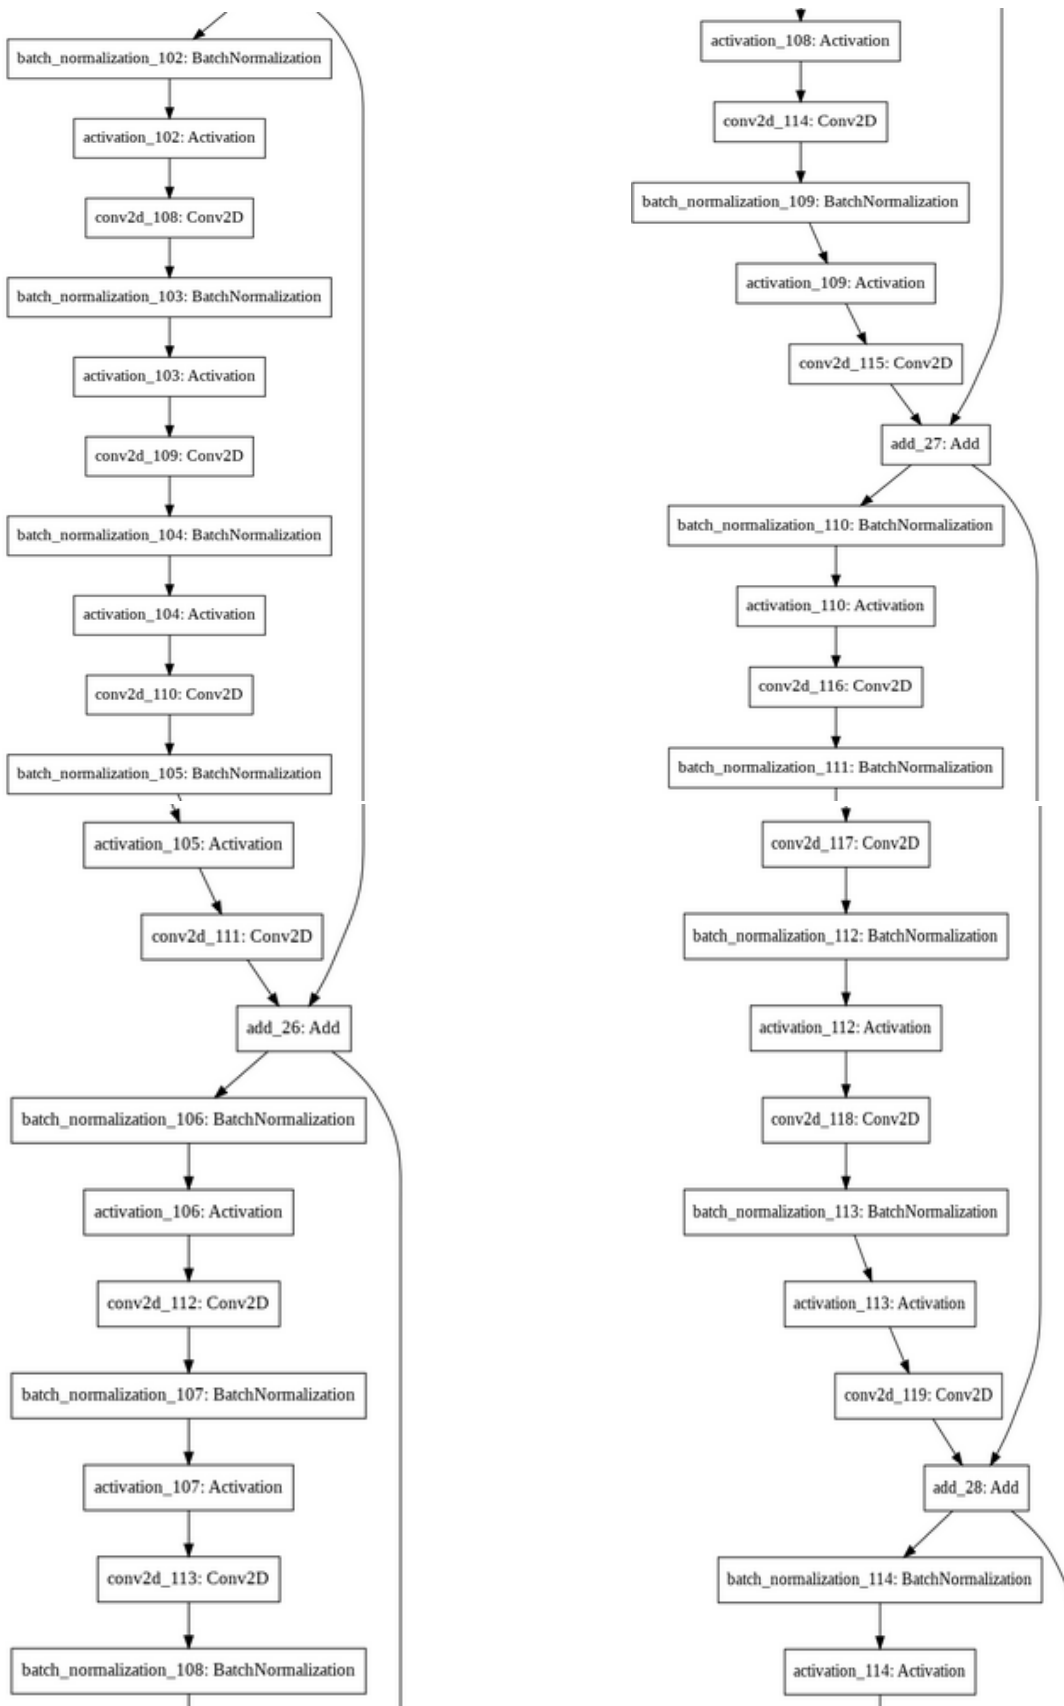 batch_normalization_102: BatchNormalization
activation_102: Activation
conv2d_108: Conv2D
batch_normalization_103: BatchNormalization
activation_103: Activation
conv2d_109: Conv2D
batch_normalization_104: BatchNormalization
activation_104: Activation
conv2d_110: Conv2D
batch_normalization_105: BatchNormalization
activation_105: Activation
conv2d_111: Conv2D
add_26: Add
batch_normalization_106: BatchNormalization
activation_106: Activation
conv2d_112: Conv2D
batch_normalization_107: BatchNormalization
activation_107: Activation
conv2d_113: Conv2D
batch_normalization_108: BatchNormalization
activation_108: Activation
conv2d_114: Conv2D
batch_normalization_109: BatchNormalization
activation_109: Activation
conv2d_115: Conv2D
add_27: Add
batch_normalization_110: BatchNormalization
activation_110: Activation
conv2d_116: Conv2D
batch_normalization_111: BatchNormalization
conv2d_117: Conv2D
batch_normalization_112: BatchNormalization
activation_112: Activation
conv2d_118: Conv2D
batch_normalization_113: BatchNormalization
activation_113: Activation
conv2d_119: Conv2D
add_28: Add
batch_normalization_114: BatchNormalization
activation_114: Activation